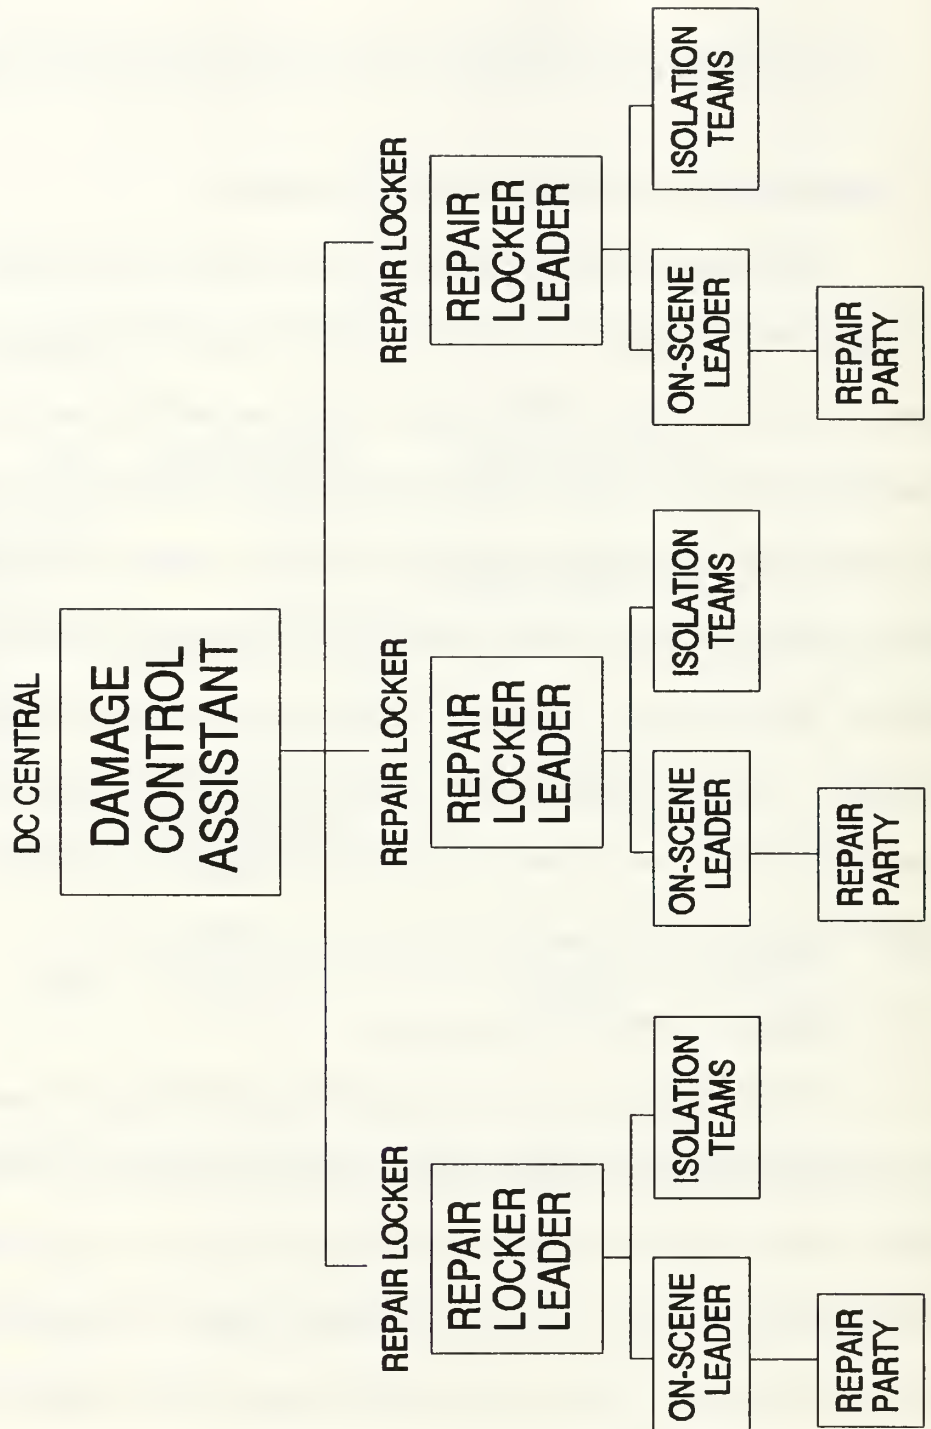 DC CENTRAL
DAMAGE
CONTROL
ASSISTANT
REPAIR LOCKER
REPAIR
LOCKER
LEADER
ON-SCENE
LEADER
ISOLATION
TEAMS
REPAIR
PARTY
REPAIR LOCKER
REPAIR
LOCKER
LEADER
ON-SCENE
LEADER
ISOLATION
TEAMS
REPAIR
PARTY
REPAIR LOCKER
REPAIR
LOCKER
LEADER
ON-SCENE
LEADER
ISOLATION
TEAMS
REPAIR
PARTY